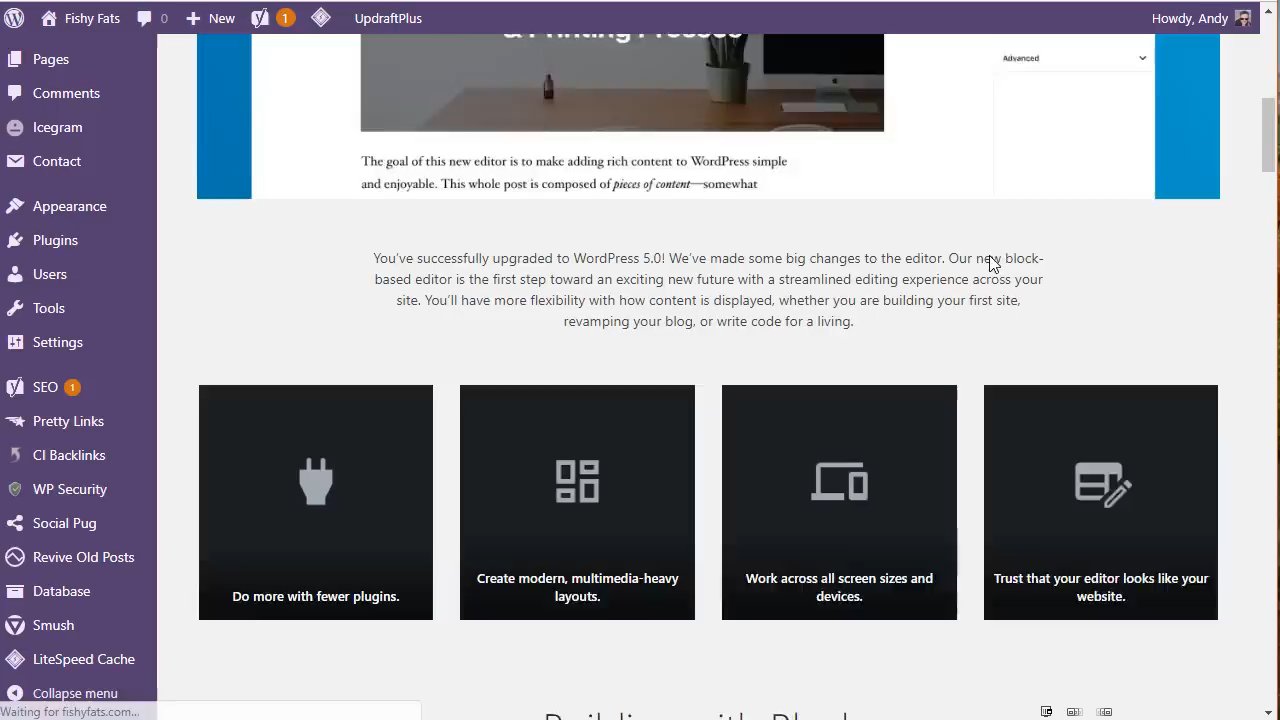 Fishy Fats 0 New 1 UpdraftPlus Howdy, Andy
Pages
Comments
Icegram
Contact
Appearance
Plugins
Users
Tools
Settings
SEO 1
Pretty Links
CI Backlinks
WP Security
Social Pug
Revive Old Posts
Database
Smush
LiteSpeed Cache
Collapse menu
Waiting for fishyfats.com...
& Printing Presses
Advanced
The goal of this new editor is to make adding rich content to WordPress simple
and enjoyable. This whole post is composed of pieces of content—somewhat
You've successfully upgraded to WordPress 5.0! We've made some big changes to the editor. Our new block-
based editor is the first step toward an exciting new future with a streamlined editing experience across your
site. You'll have more flexibility with how content is displayed, whether you are building your first site,
revamping your blog, or write code for a living.
Do more with fewer plugins.
Create modern, multimedia-heavy
layouts.
Work across all screen sizes and
devices.
Trust that your editor looks like your
website.
Building with Blocks